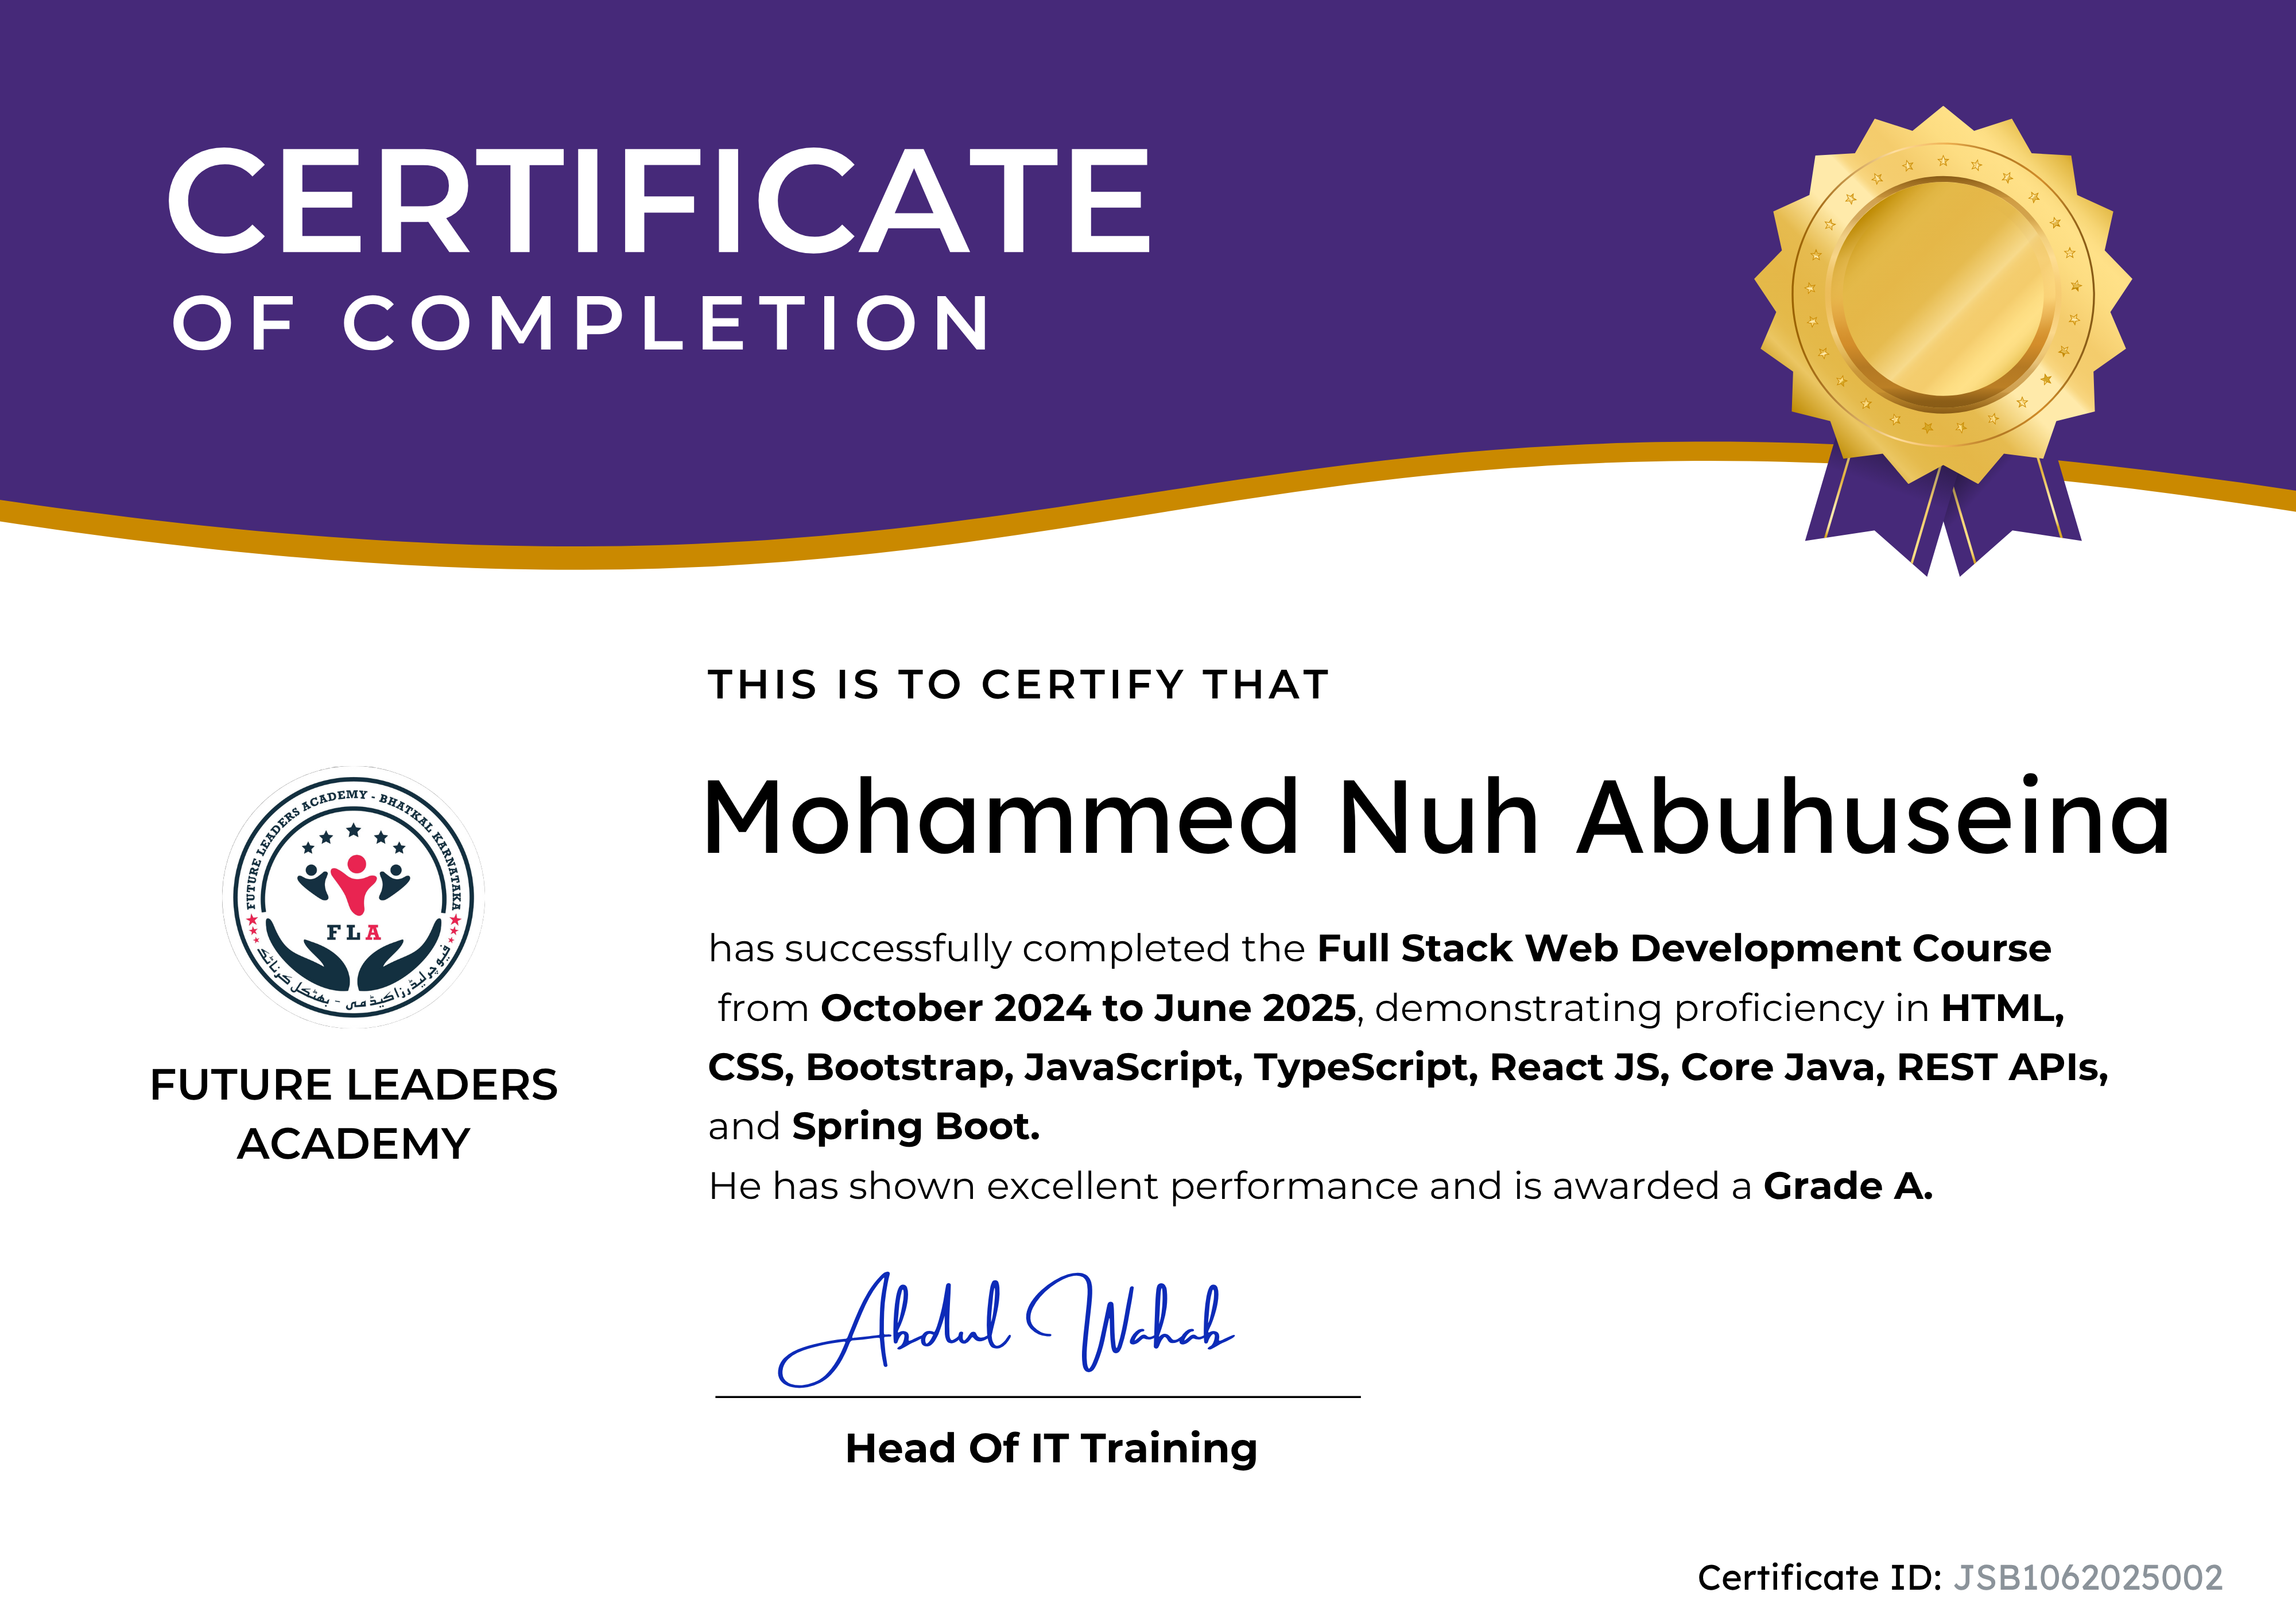 CERTIFICATE
OF COMPLETION
THIS IS TO CERTIFY THAT
Mohammed Nuh Abuhuseina
has successfully completed the Full Stack Web Development Course
from October 2024 to June 2025, demonstrating proficiency in HTML,
CSS, Bootstrap, JavaScript, TypeScript, React JS, Core Java, REST APIs,
and Spring Boot.
He has shown excellent performance and is awarded a Grade A.
FUTURE LEADERS ACADEMY - BHATKAL KARNATAKA
FLA
فیوچر لیڈرز اکیڈمی - بھٹکل کرناٹک
FUTURE LEADERS
ACADEMY
Abdul Wahab
Head Of IT Training
Certificate ID: JSB1062025002